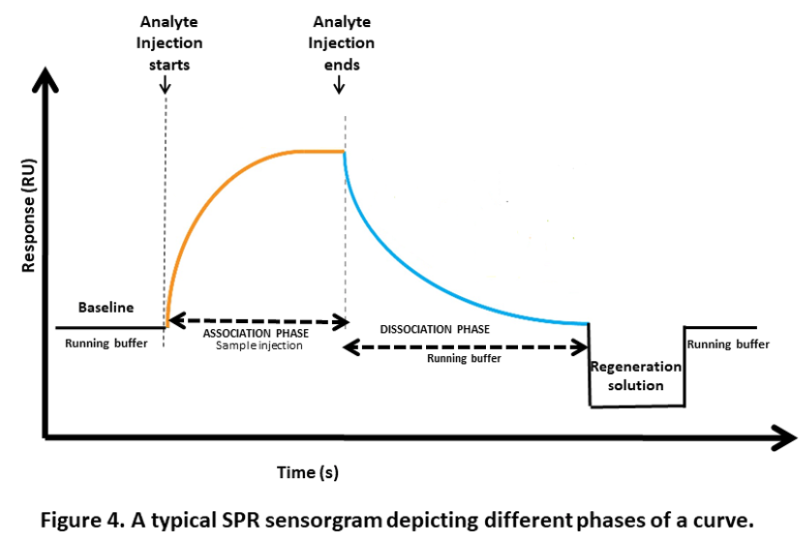 Analyte
Injection
starts
Analyte
Injection
ends
Response (RU)
Baseline
Running buffer
ASSOCIATION PHASE
Sample injection
DISSOCIATION PHASE
Running buffer
Regeneration
solution
Running buffer
Time (s)
Figure 4. A typical SPR sensorgram depicting different phases of a curve.